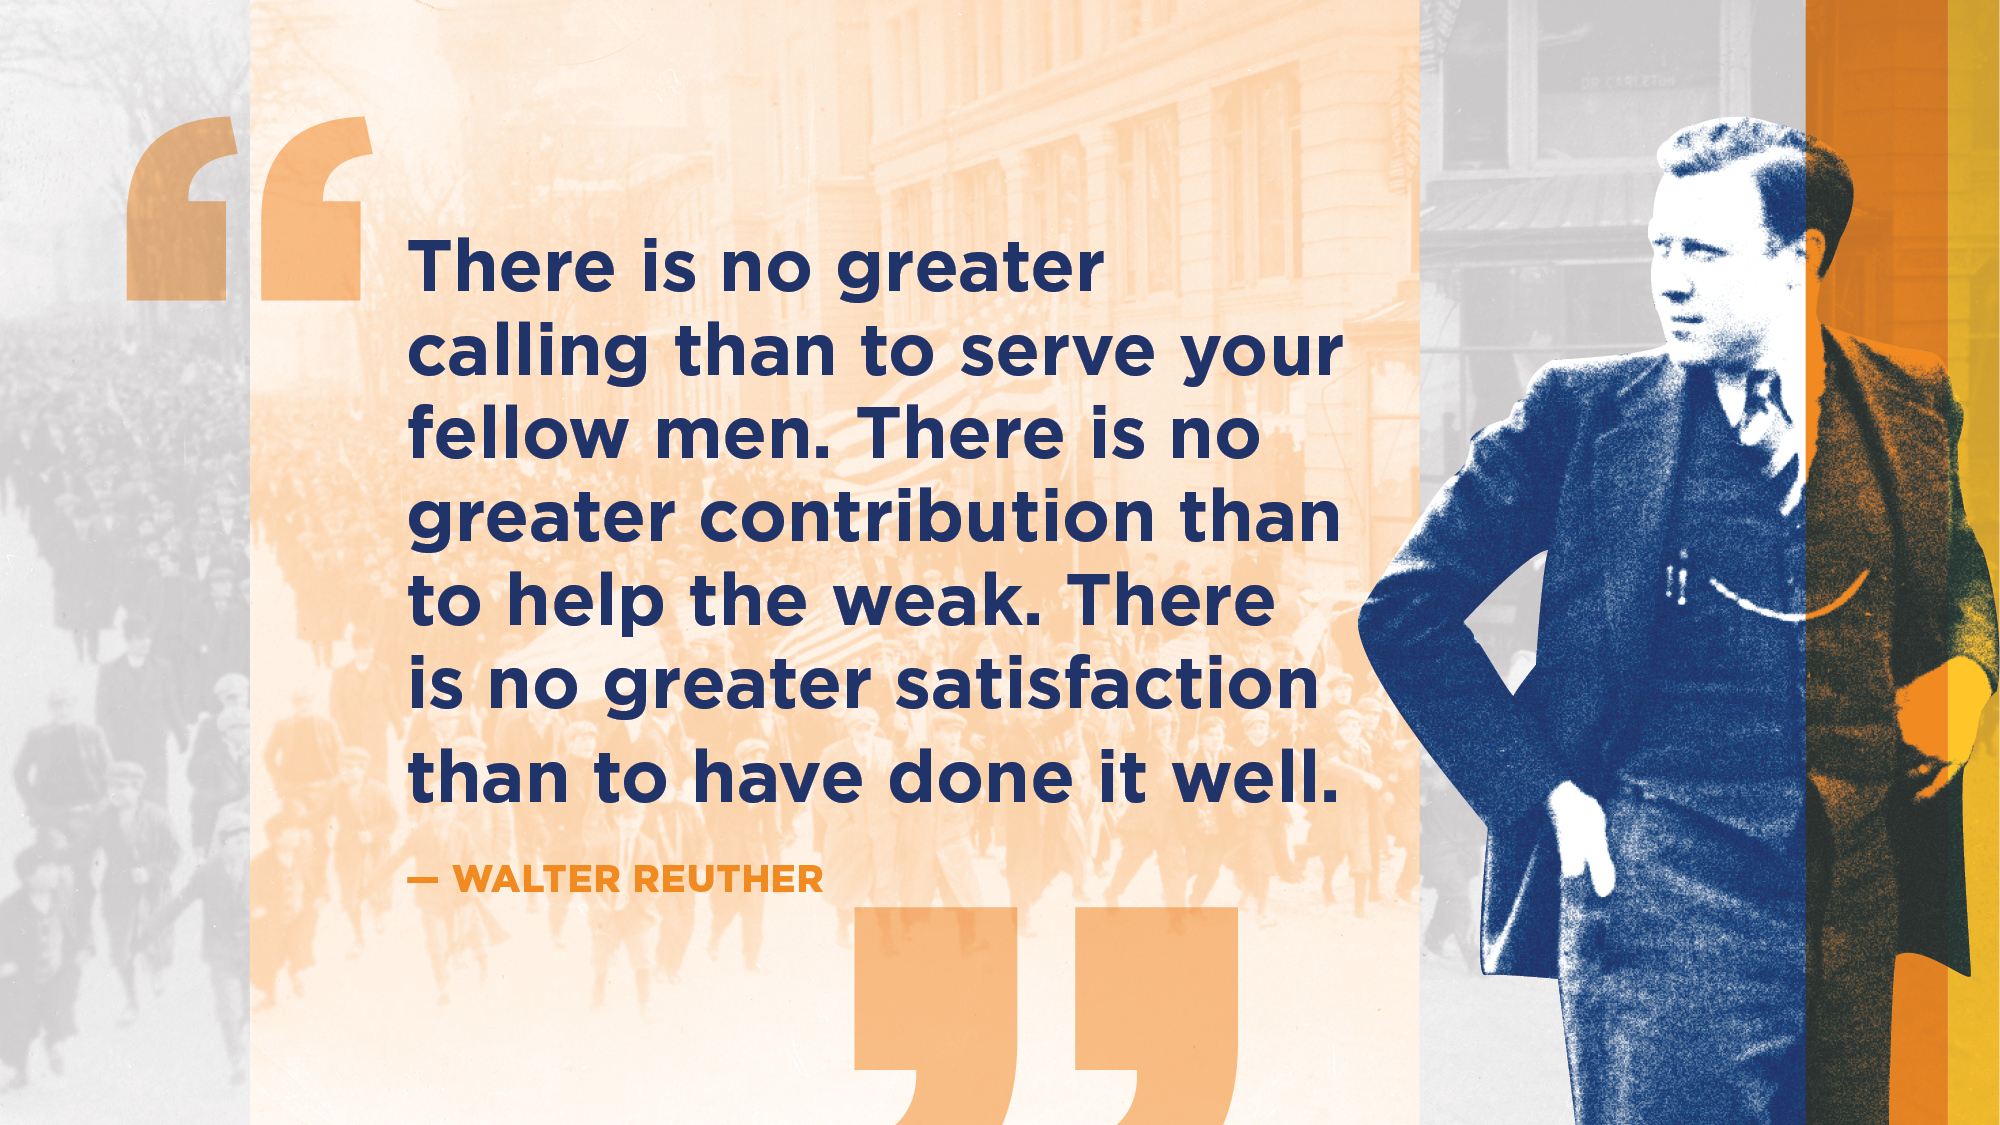 “
There is no greater
calling than to serve your
fellow men. There is no
greater contribution than
to help the weak. There
is no greater satisfaction
than to have done it well.
— WALTER REUTHER
”